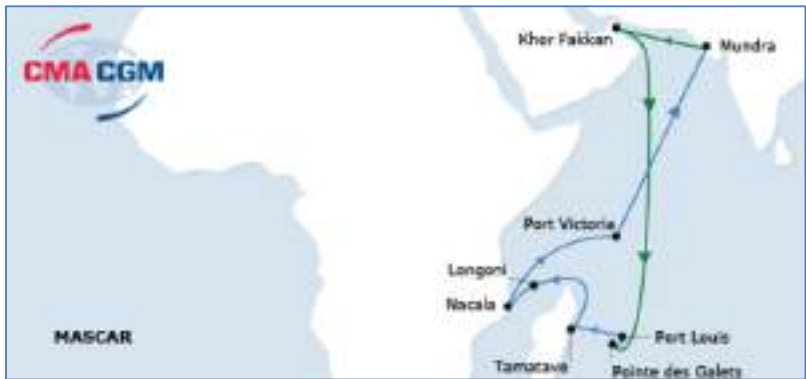 Khor Fakkan
Mundra
CMA CGM
Port Victoria
Longoni
Nacala
MASCAR
Port Louis
Tamatave
Pointe des Galets